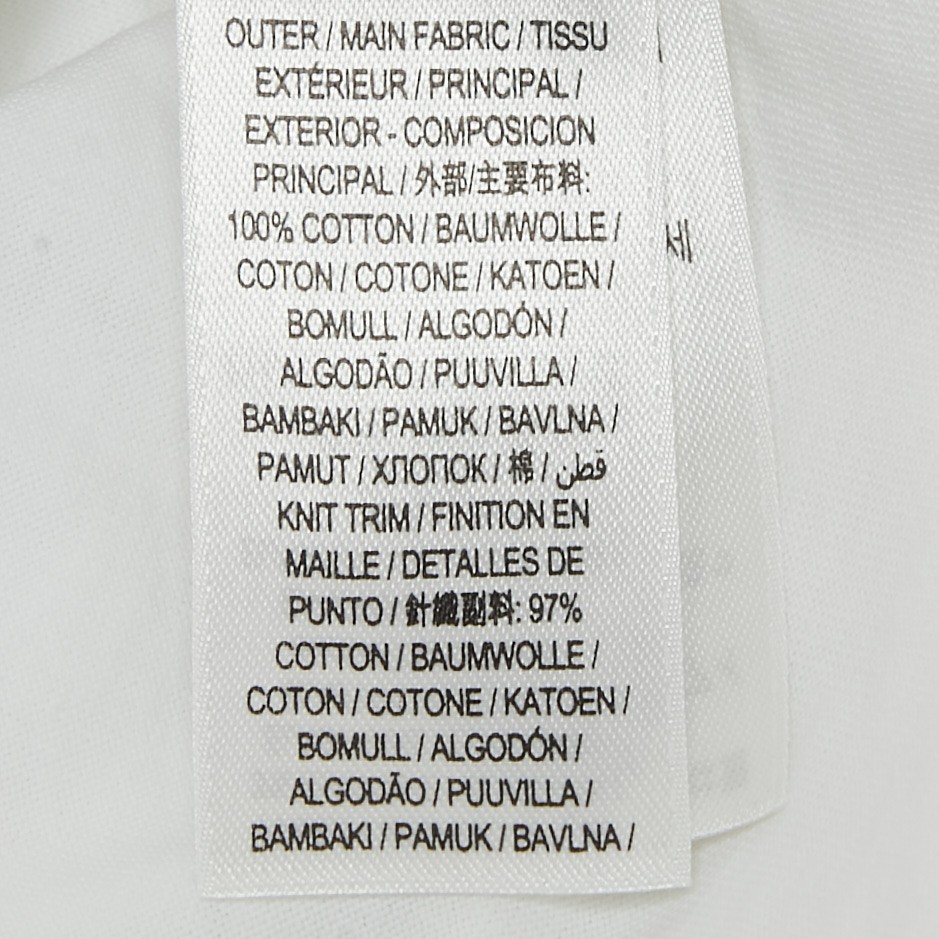 OUTER / MAIN FABRIC / TISSU
EXTÉRIEUR / PRINCIPAL /
EXTERIOR - COMPOSICION
PRINCIPAL / 外部/主要布料:
100% COTTON / BAUMWOLLE /
COTON / COTONE / KATOEN /
BOMULL / ALGODÓN /
ALGODÃO / PUUVILLA /
BAMBAKI / PAMUK / BAVLNA /
PAMUT / ХЛОПОК / 棉 / قطن
KNIT TRIM / FINITION EN
MAILLE / DETALLES DE
PUNTO / 針織副料: 97%
COTTON / BAUMWOLLE /
COTON / COTONE / KATOEN /
BOMULL / ALGODÓN /
ALGODÃO / PUUVILLA /
BAMBAKI / PAMUK / BAVLNA /